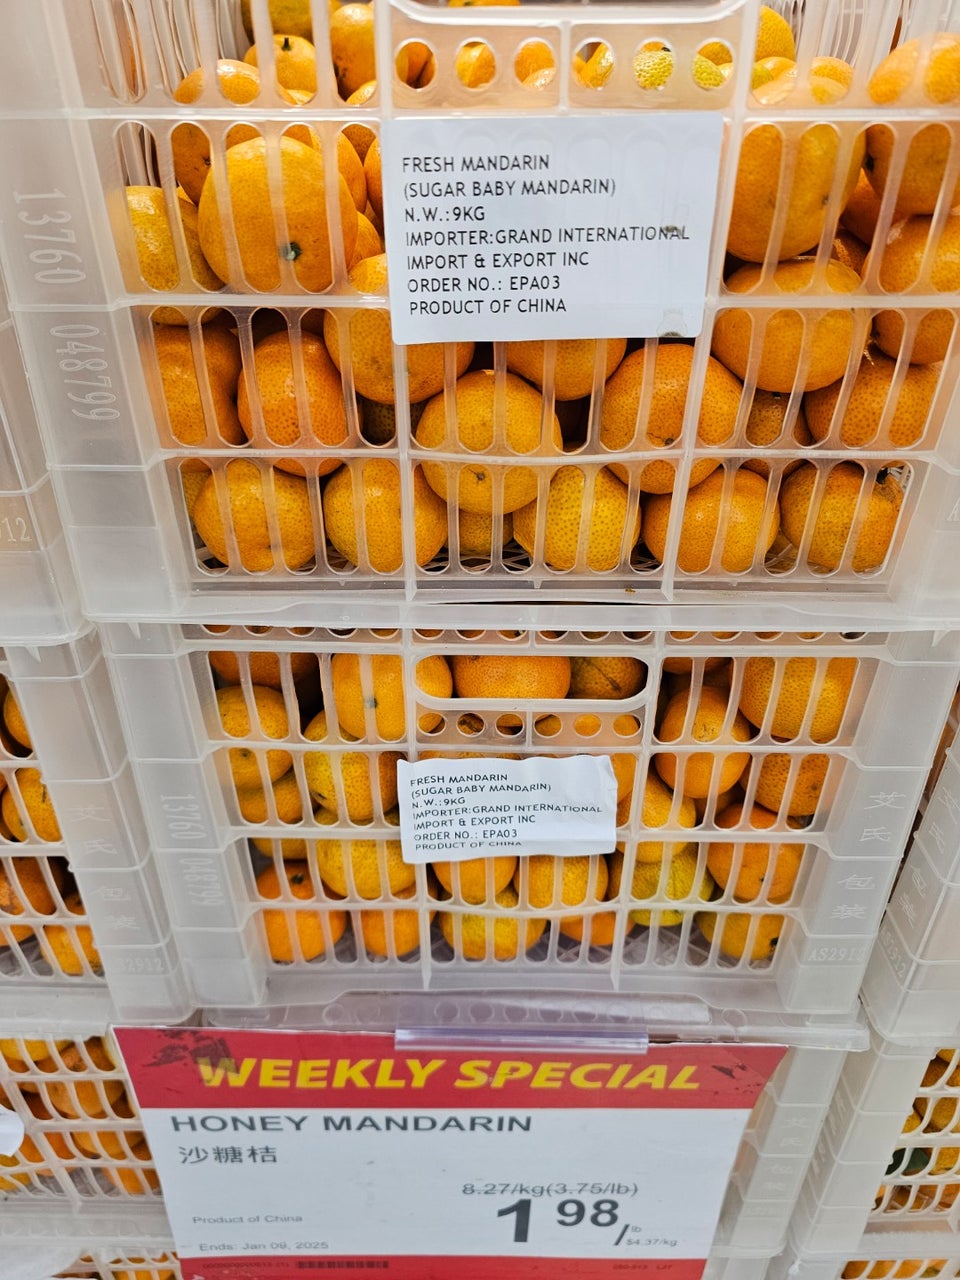 FRESH MANDARIN
(SUGAR BABY MANDARIN)
N.W.:9KG
IMPORTER:GRAND INTERNATIONAL
IMPORT & EXPORT INC
ORDER NO.: EPA03
PRODUCT OF CHINA
13760
048799
FRESH MANDARIN
(SUGAR BABY MANDARIN)
N.W.:9KG
IMPORTER:GRAND INTERNATIONAL
IMPORT & EXPORT INC
ORDER NO.: EPA03
PRODUCT OF CHINA
13760
048799
艾氏包装
AS2912
WEEKLY SPECIAL
HONEY MANDARIN
沙糖桔
8.27/kg(3.75/lb)
1.98/lb
$4.37/kg
Product of China
Ends: Jan 09, 2025